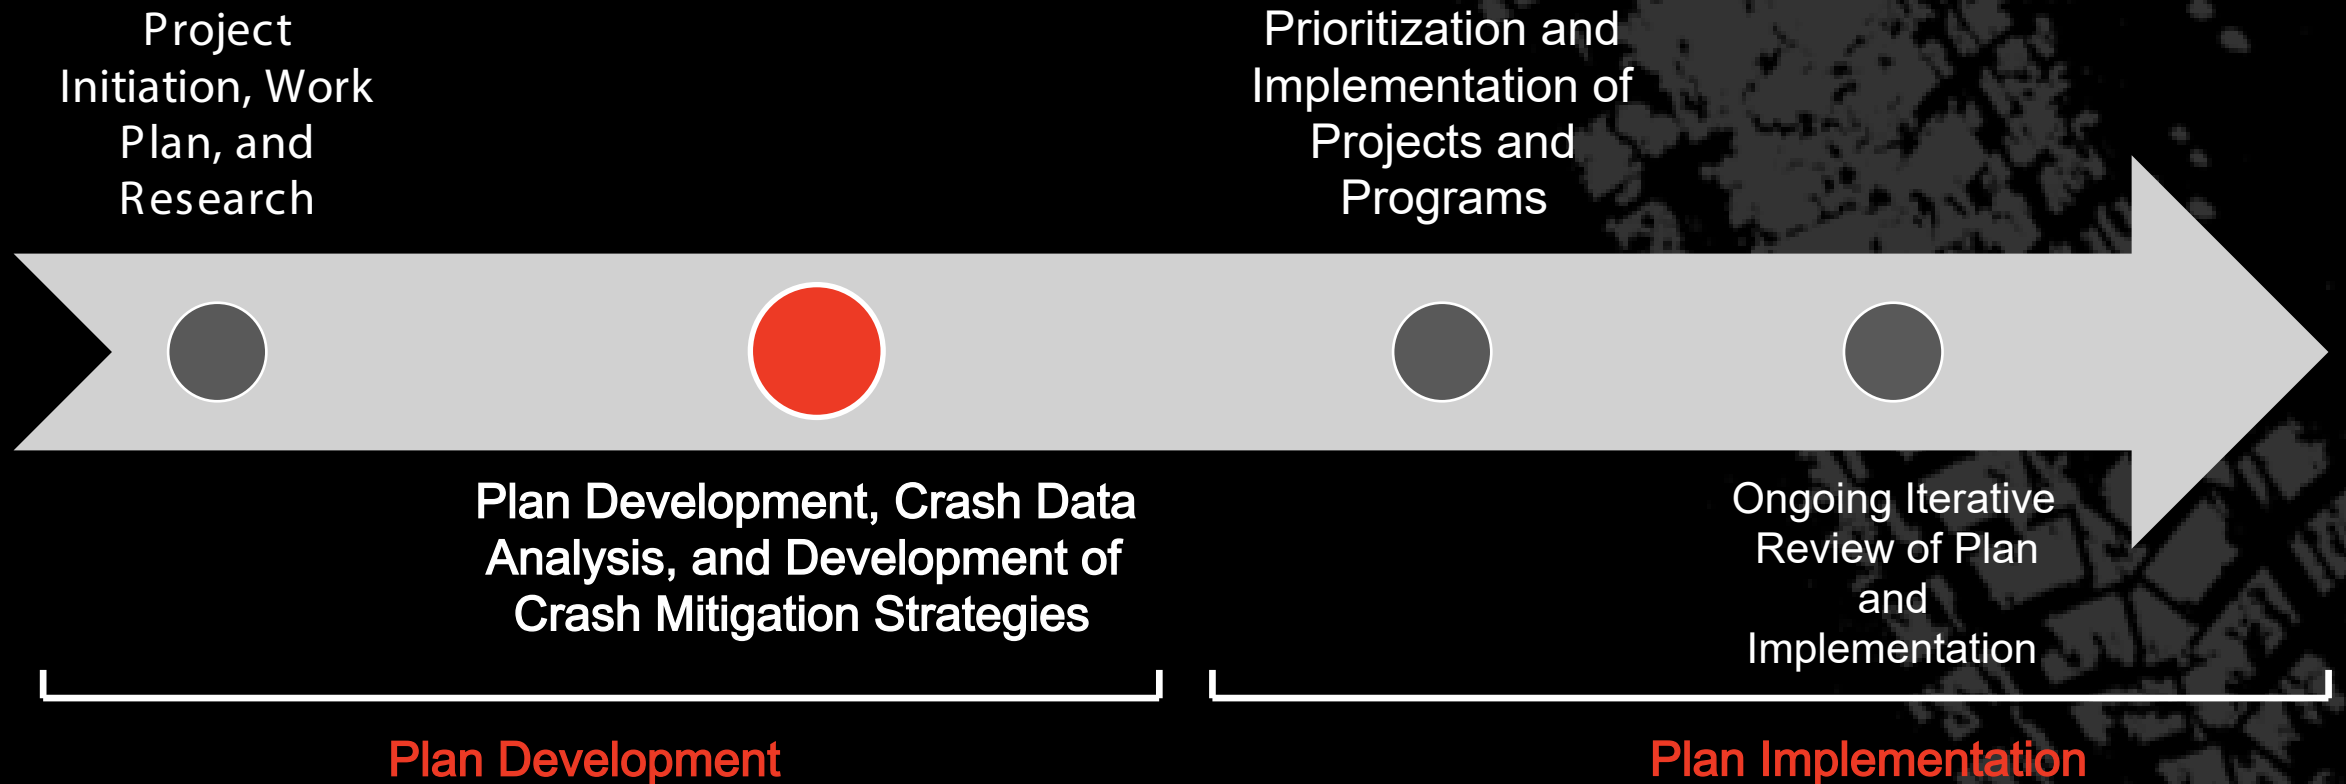 Project
Initiation, Work
Plan, and
Research
Prioritization and
Implementation of
Projects and
Programs
Plan Development, Crash Data
Analysis, and Development of
Crash Mitigation Strategies
Ongoing Iterative
Review of Plan
and
Implementation
Plan Development
Plan Implementation